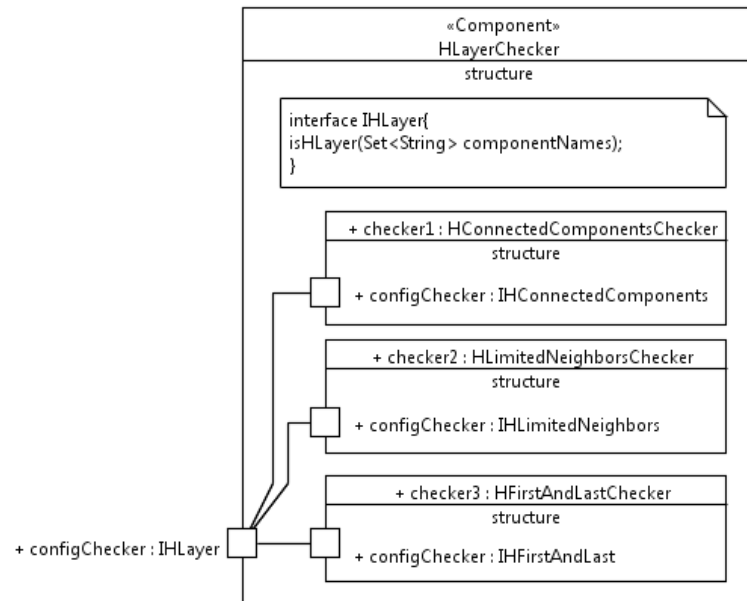 «Component»
HLayerChecker
structure
interface IHLayer{
isHLayer(Set<String> componentNames);
}
+ checker1 : HConnectedComponentsChecker
structure
+ configChecker : IHConnectedComponents
+ checker2 : HLimitedNeighborsChecker
structure
+ configChecker : IHLimitedNeighbors
+ checker3 : HFirstAndLastChecker
structure
+ configChecker : IHLayer
+ configChecker : IHFirstAndLast